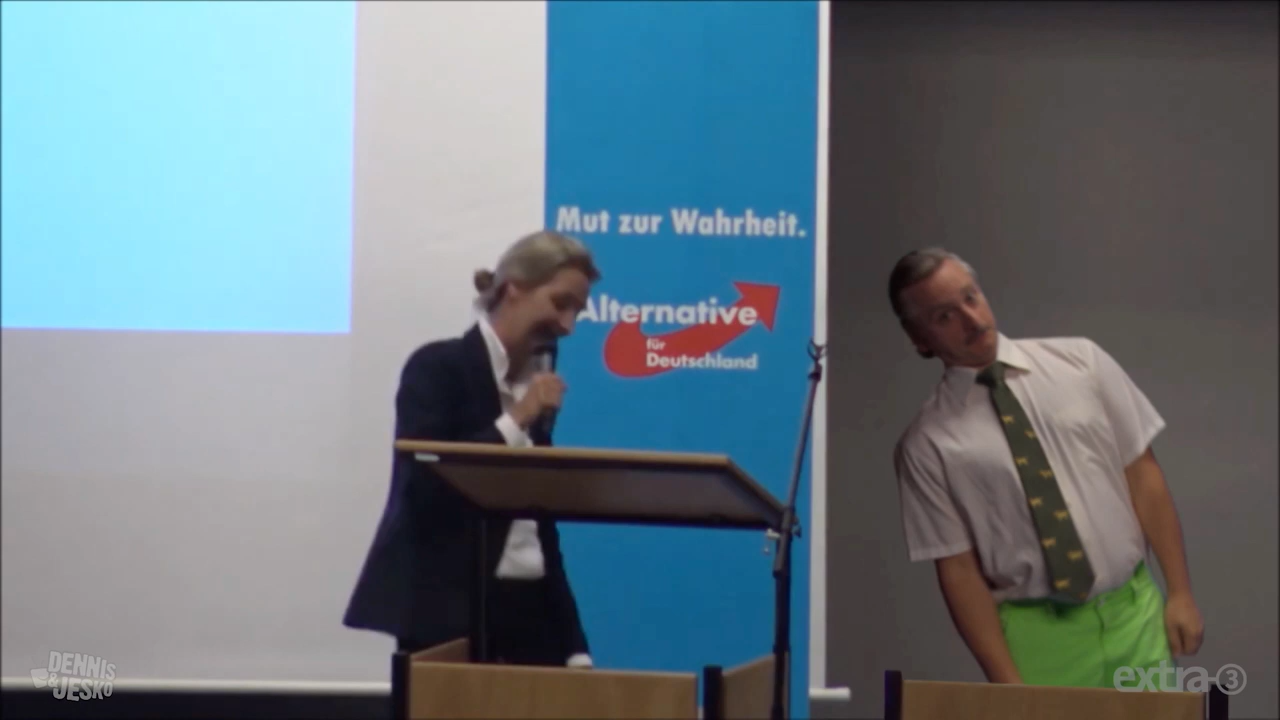 Mut zur Wahrheit.
Alternative
für
Deutschland
DENNIS
& JESKO
extra 3